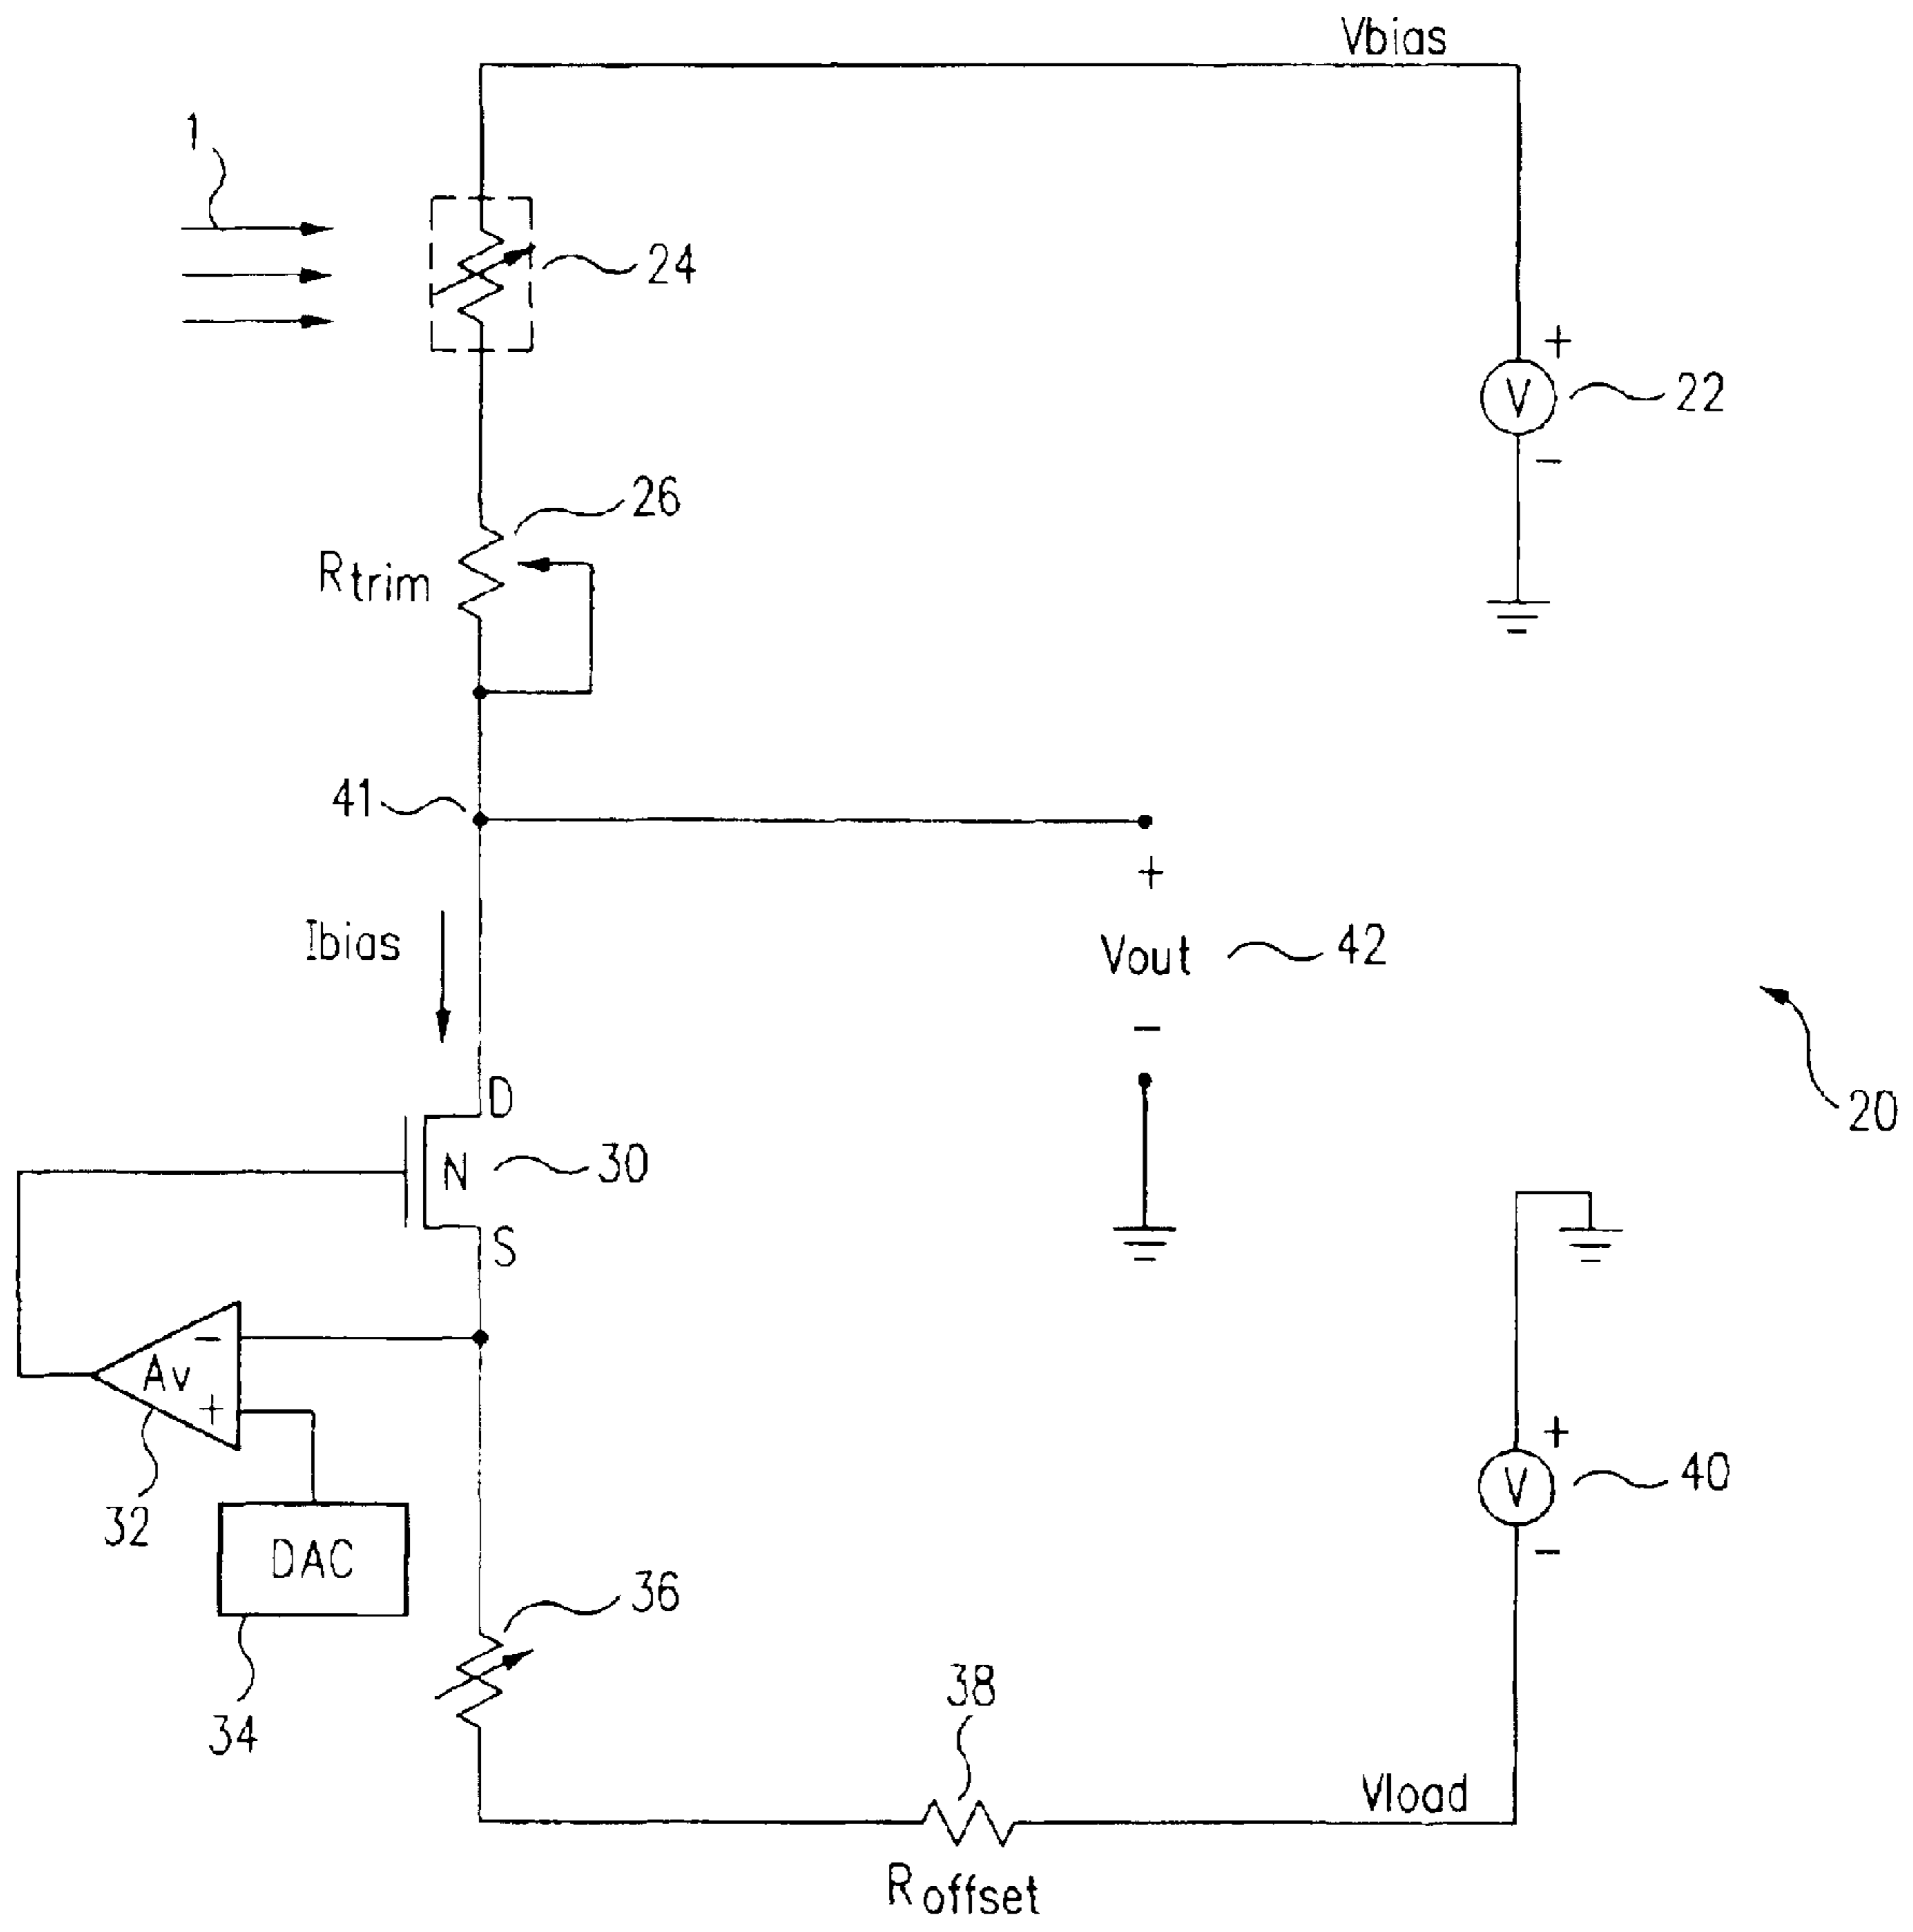 Vbias
1
24
+
V
22
−
26
Rtrim
41
+
Ibias
Vout
42
−
20
D
N
30
S
−
Av
+
32
DAC
34
+
V
40
−
36
38
Vload
Roffset